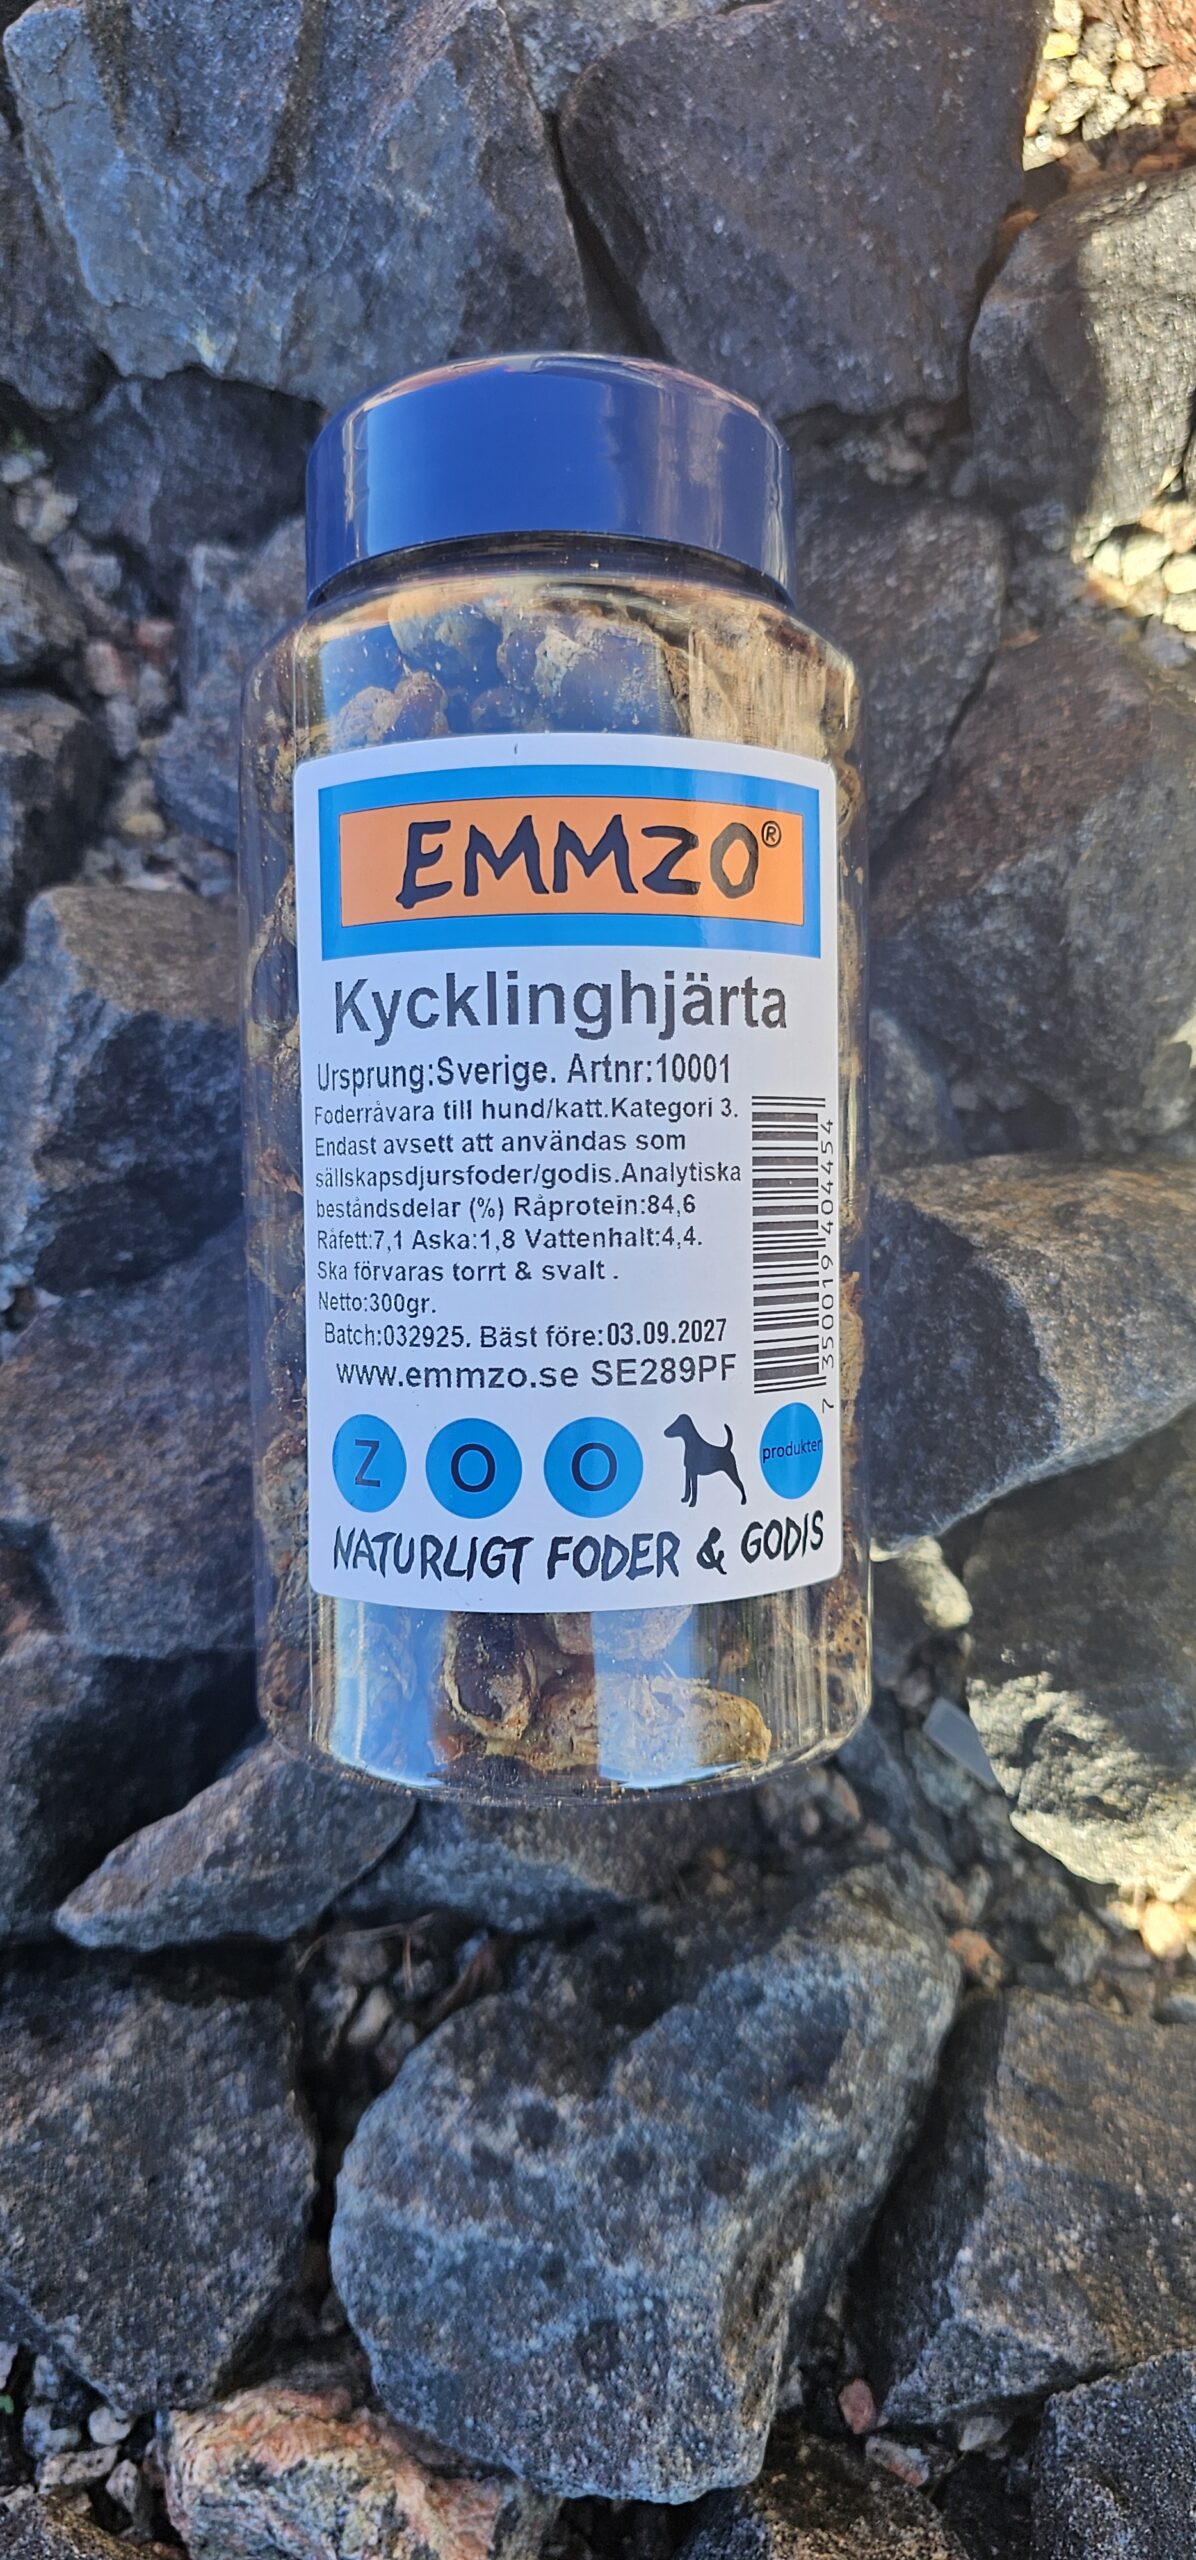 EMMZO®
Kycklinghjärta
Ursprung:Sverige. Artnr:10001
Foderråvara till hund/katt.Kategori 3.
Endast avsett att användas som
sällskapsdjursfoder/godis.Analytiska
beståndsdelar (%) Råprotein:84,6
Råfett:7,1 Aska:1,8 Vattenhalt:4,4.
Ska förvaras torrt & svalt .
Netto:300gr.
Batch:032925. Bäst före:03.09.2027
www.emmzo.se SE289PF
7 350019 404454
ZOO produkter
NATURLIGT FODER & GODIS